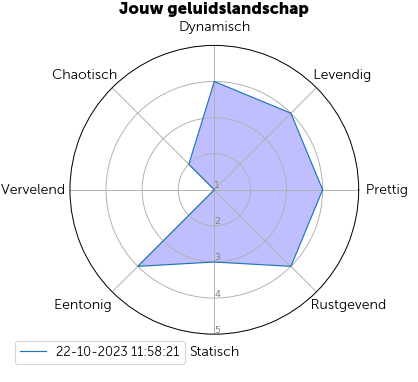 Jouw geluidslandschap
Dynamisch
Chaotisch
Levendig
Vervelend
1
Prettig
2
3
4
Eentonig
Rustgevend
5
22-10-2023 11:58:21
Statisch